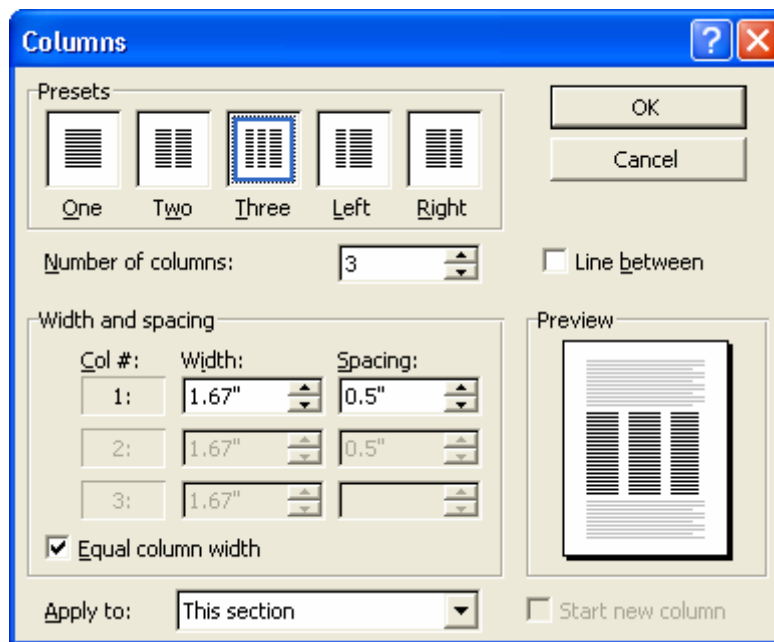 Columns
Presets
One Two Three Left Right
OK
Cancel
Number of columns: 3
Line between
Width and spacing
Col #: Width: Spacing:
1: 1.67" 0.5"
2: 1.67" 0.5"
3: 1.67"
Equal column width
Preview
Apply to: This section
Start new column